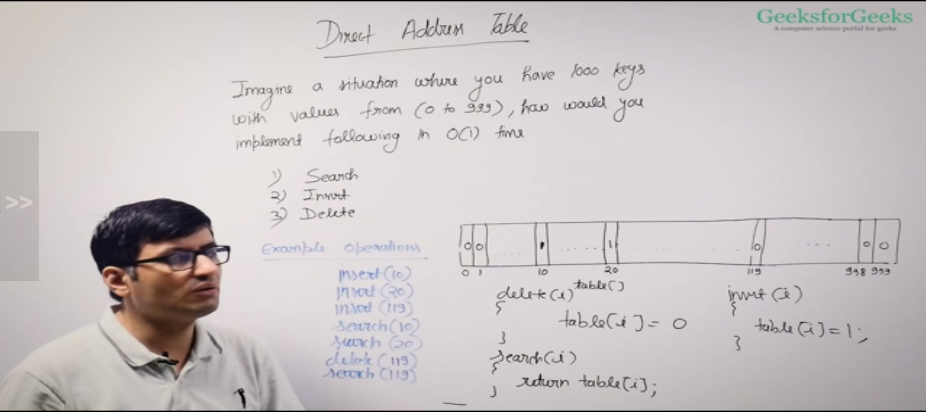 GeeksforGeeks
A computer science portal for geeks
Direct Address Table
Imagine a situation where you have 1000 keys
with values from (0 to 999), how would you
implement following in O(1) time
1) Search
2) Insert
3) Delete
Example Operations
insert(10)
insert(20)
insert(119)
search(10)
search(20)
delete(119)
search(119)
0 0 1 1 0 0 0
0 1 10 20 119 998 999
table[]
delete(i)
{
table[i] = 0
}
search(i)
{
return table[i];
}
insert(i)
{
table[i]=1;
}
>>